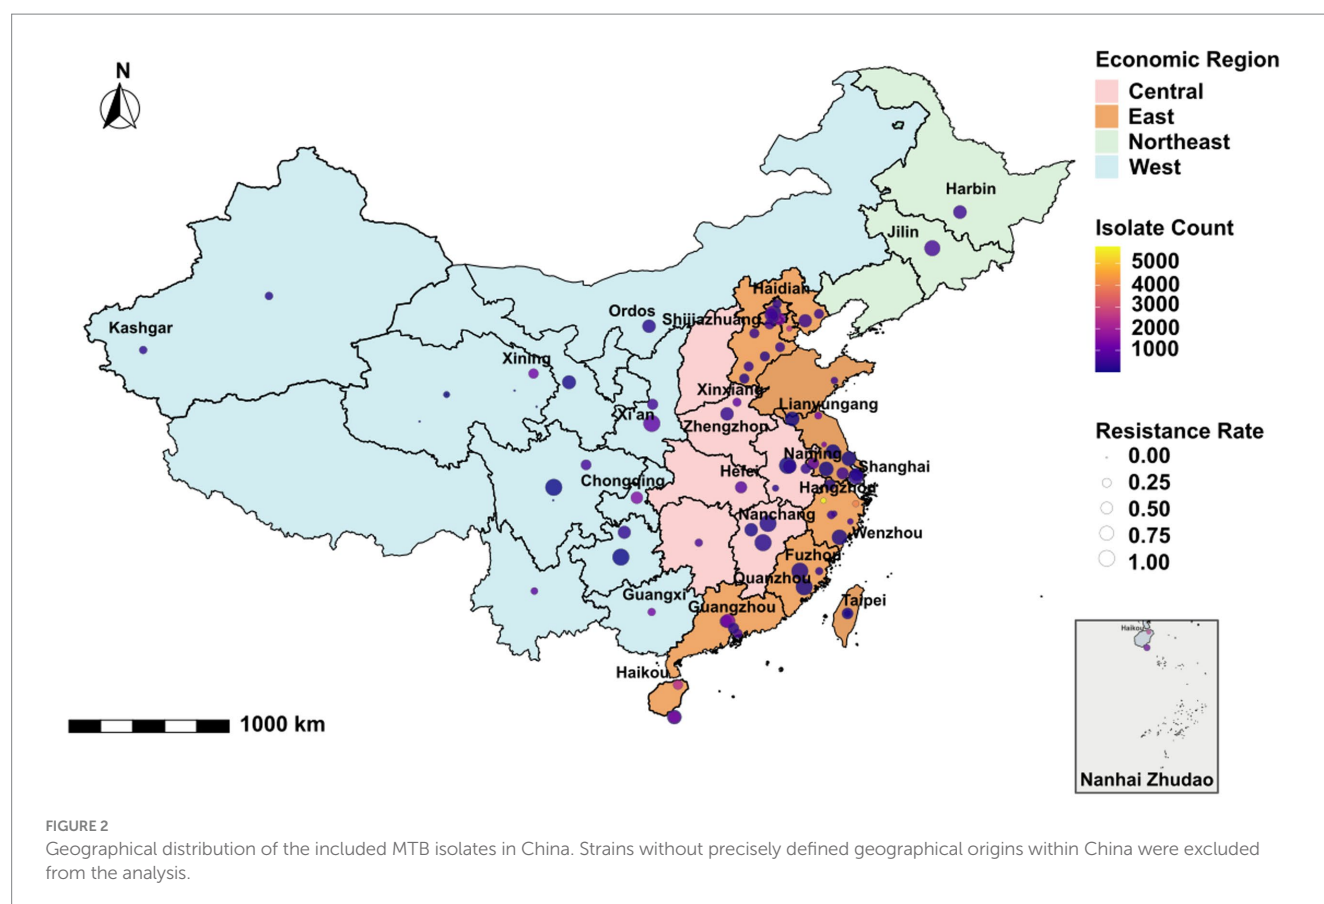 N
Economic Region
Central
East
Northeast
West
Harbin
Jilin
Isolate Count
5000
4000
3000
2000
1000
Haidian
Ordos
Shijiazhuang
Kashgar
Xining
Xinxiang
Lianyungang
Xi'an
Zhengzhon
Resistance Rate
0.00
0.25
0.50
0.75
1.00
Nanjing
Hefei
Shanghai
Chongqing
Hangzhou
Nanchang
Wenzhou
Fuzhou
Quanzhou
Guangxi
Guangzhou
Taipei
Haikou
Haikou
1000 km
Nanhai Zhudao
FIGURE 2
Geographical distribution of the included MTB isolates in China. Strains without precisely defined geographical origins within China were excluded
from the analysis.